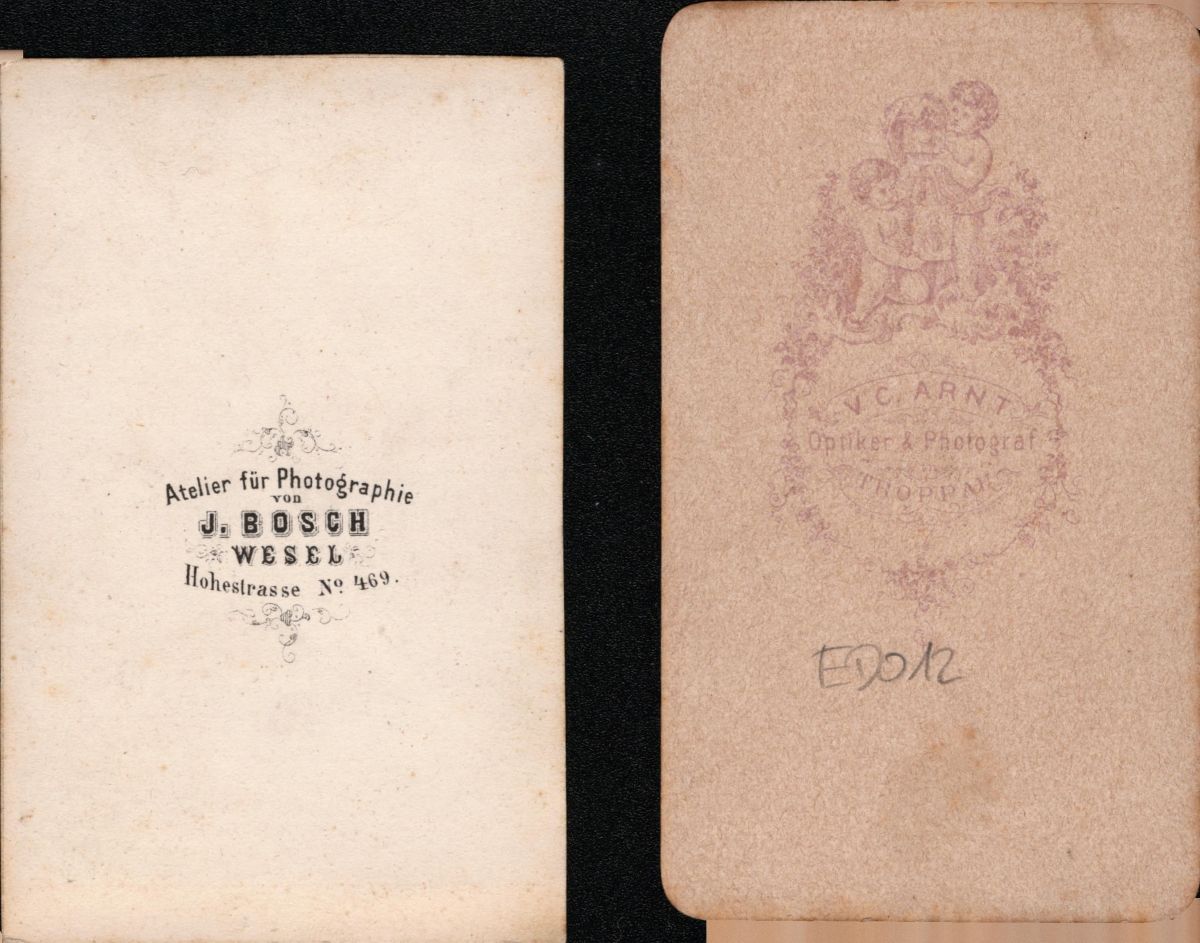 Atelier für Photographie
von
J. BOSCH
WESEL
Hohestrasse No. 469.
V. C. ARNT
Optiker & Photograf
TROPPAU
ED012